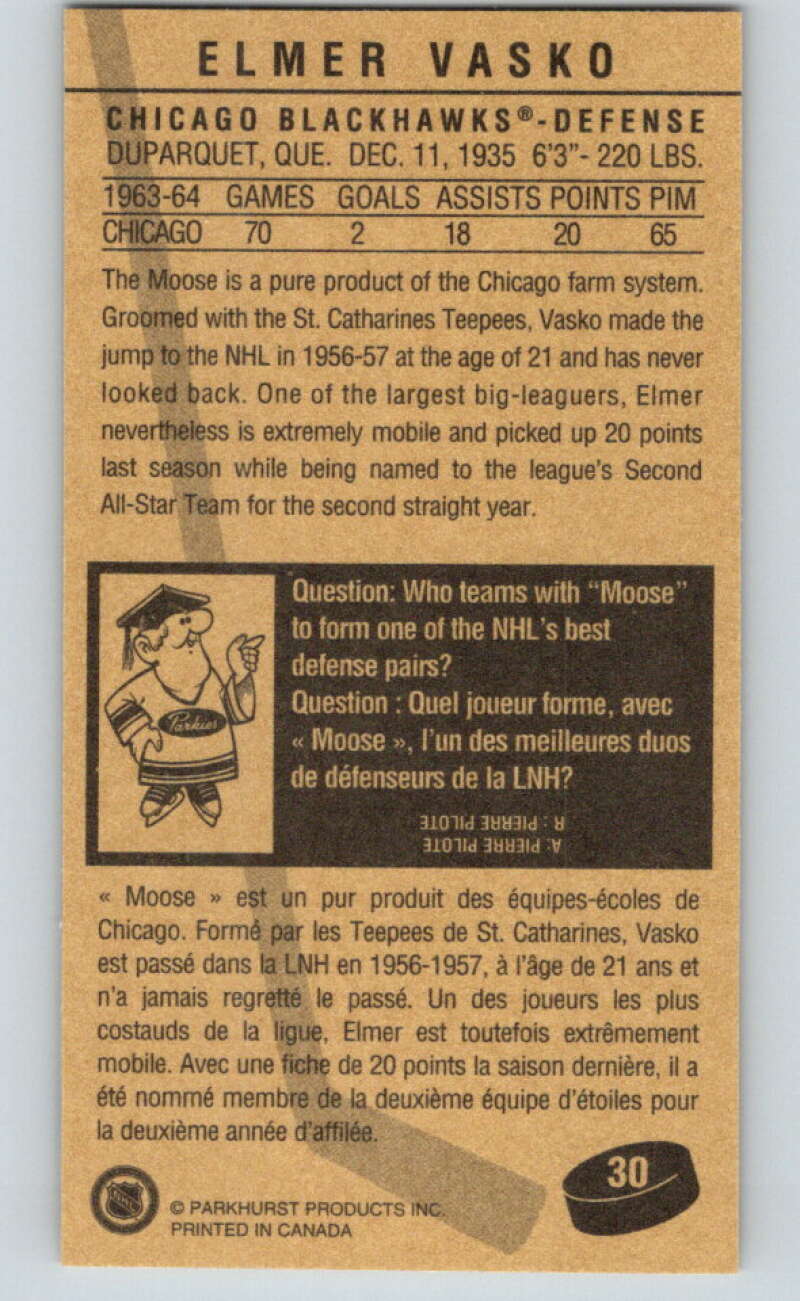 ELMER VASKO
CHICAGO BLACKHAWKS®-DEFENSE
DUPARQUET, QUE. DEC. 11, 1935 6'3"- 220 LBS.
1963-64 GAMES GOALS ASSISTS POINTS PIM
CHICAGO 70 2 18 20 65
The Moose is a pure product of the Chicago farm system.
Groomed with the St. Catharines Teepees, Vasko made the
jump to the NHL in 1956-57 at the age of 21 and has never
looked back. One of the largest big-leaguers, Elmer
nevertheless is extremely mobile and picked up 20 points
last season while being named to the league's Second
All-Star Team for the second straight year.
Question: Who teams with "Moose"
to form one of the NHL's best
defense pairs?
Question : Quel joueur forme, avec
« Moose », l'un des meilleures duos
de défenseurs de la LNH?
R : PIERRE PILOTE
A: PIERRE PILOTE
Parkies
« Moose » est un pur produit des équipes-écoles de
Chicago. Formé par les Teepees de St. Catharines, Vasko
est passé dans la LNH en 1956-1957, à l'âge de 21 ans et
n'a jamais regretté le passé. Un des joueurs les plus
costauds de la ligue, Elmer est toutefois extrêmement
mobile. Avec une fiche de 20 points la saison dernière, il a
été nommé membre de la deuxième équipe d'étoiles pour
la deuxième année d'affilée.
30
NHL
© PARKHURST PRODUCTS INC.
PRINTED IN CANADA